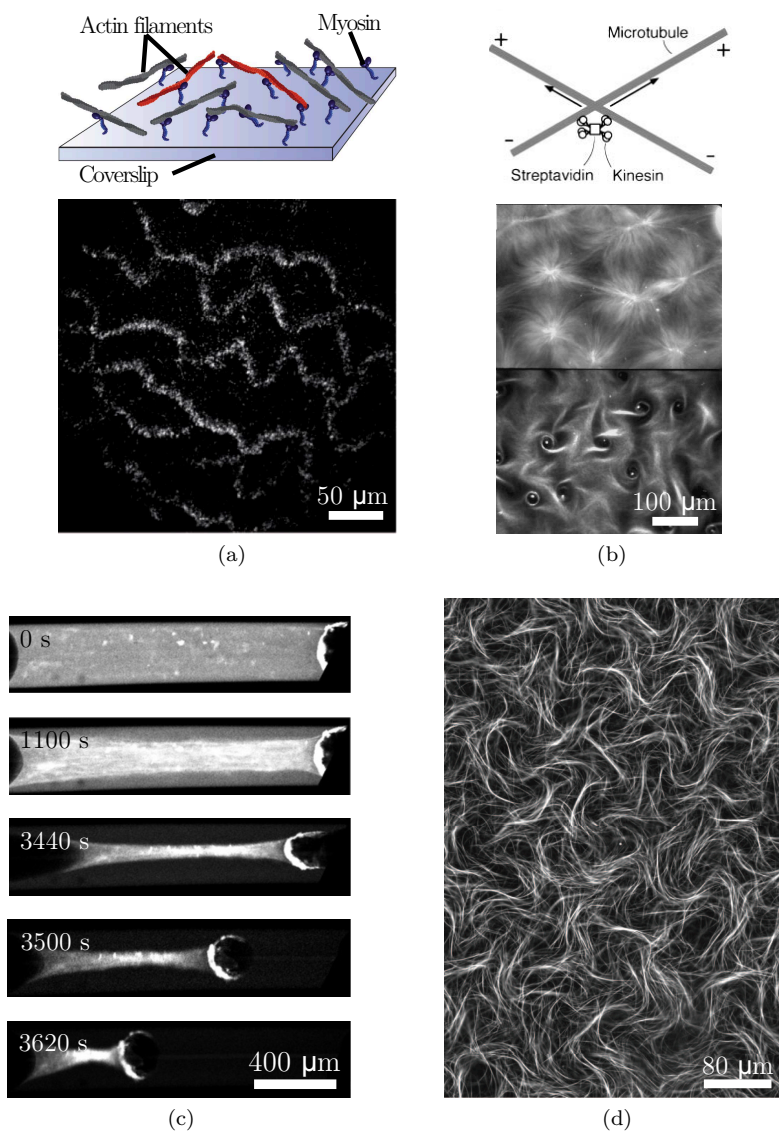 Actin filaments
Myosin
Coverslip
50 µm
(a)
Microtubule
+
+
−
−
Streptavidin
Kinesin
100 µm
(b)
0 s
1100 s
3440 s
3500 s
3620 s
400 µm
(c)
80 µm
(d)